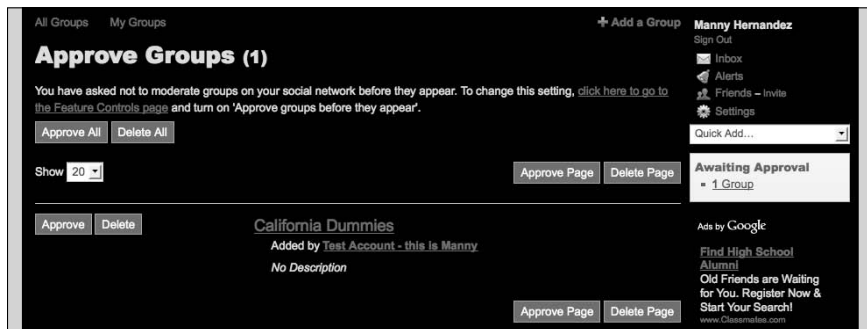 All Groups My Groups
Add a Group
Approve Groups (1)
You have asked not to moderate groups on your social network before they appear. To change this setting, click here to go to
the Feature Controls page and turn on 'Approve groups before they appear'.
Approve All Delete All
Show 20
Approve Page Delete Page
Approve Delete
California Dummies
Added by Test Account - this is Manny
No Description
Approve Page Delete Page
Manny Hernandez
Sign Out
Inbox
Alerts
Friends – Invite
Settings
Quick Add...
Awaiting Approval
1 Group
Ads by Google
Find High School
Alumni
Old Friends are Waiting
for You. Register Now &
Start Your Search!
www.Classmates.com